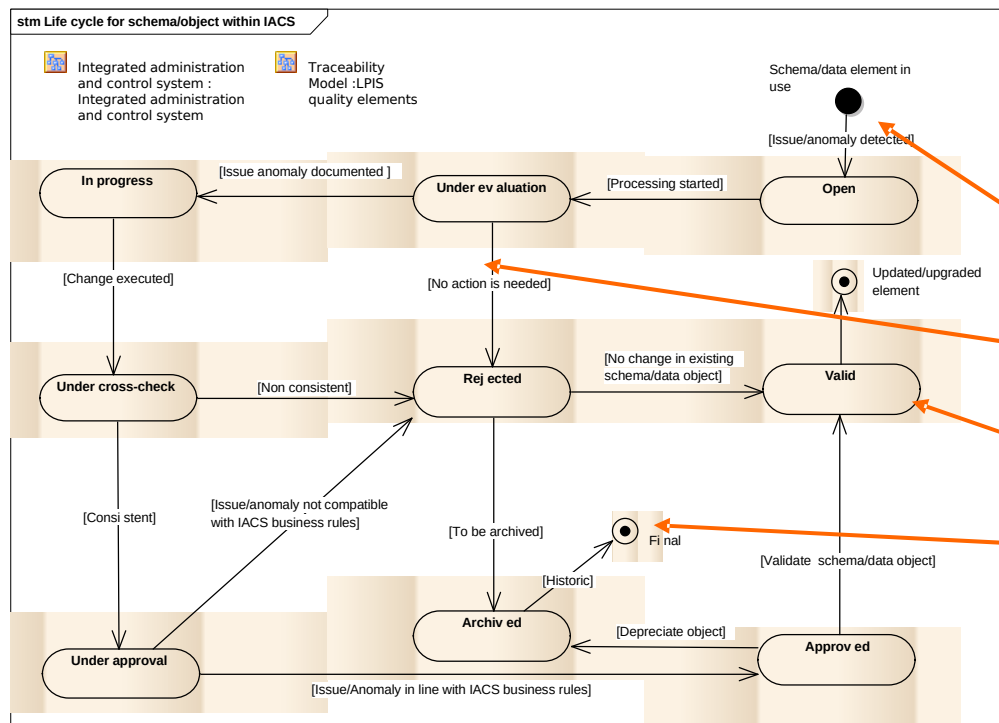 stm Life cycle for schema/object within IACS
Integrated administration
and control system :
Integrated administration
and control system
Traceability
Model :LPIS
quality elements
Schema/data element in
use
[Issue/anomaly detected]
In progress
[Issue anomaly documented ]
Under ev aluation
[Processing started]
Open
[Change executed]
[No action is needed]
Updated/upgraded
element
Under cross-check
[Non consistent]
Rej ected
[No change in existing
schema/data object]
Valid
[Consi stent]
[Issue/anomaly not compatible
with IACS business rules]
[To be archived]
Fi nal
[Validate  schema/data object]
[Historic]
Archiv ed
[Depreciate object]
Approv ed
Under approval
[Issue/Anomaly in line with IACS business rules]